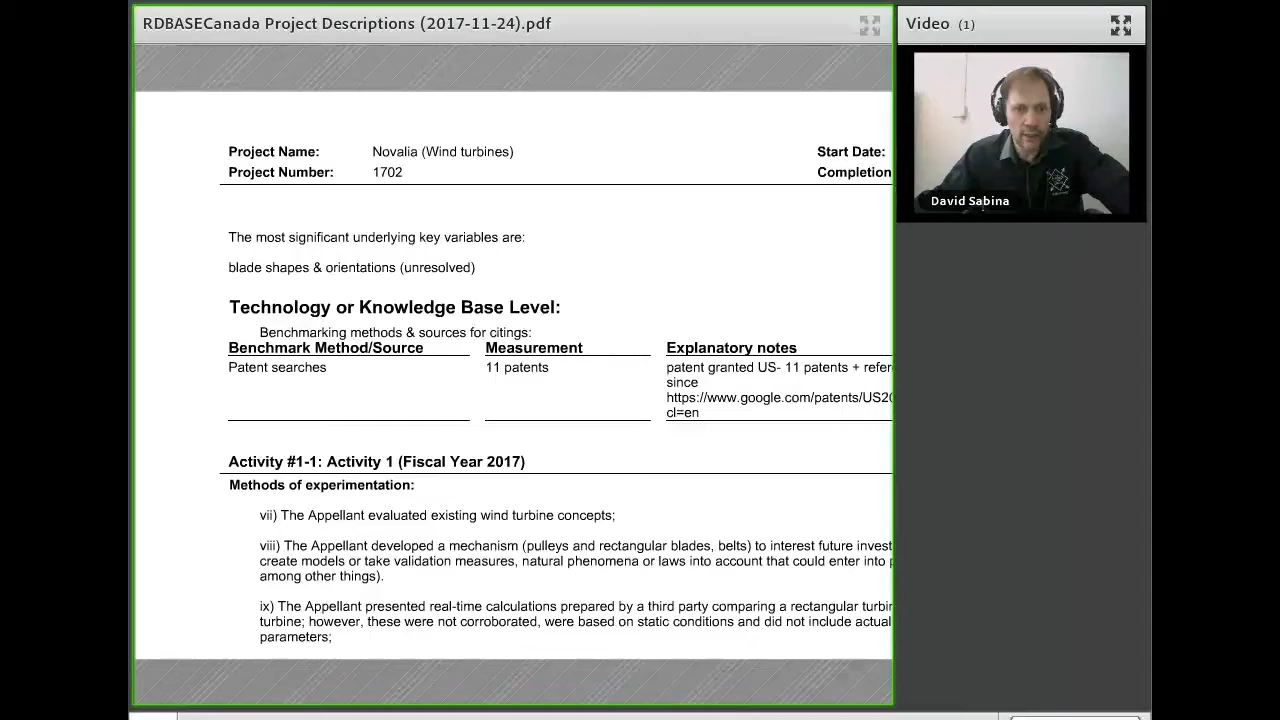 RDBASECanada Project Descriptions (2017-11-24).pdf
Video (1)
David Sabina
Project Name: Novalia (Wind turbines) Start Date:
Project Number: 1702 Completion
The most significant underlying key variables are:
blade shapes & orientations (unresolved)
Technology or Knowledge Base Level:
Benchmarking methods & sources for citings:
Benchmark Method/Source Measurement Explanatory notes
Patent searches 11 patents patent granted US- 11 patents + refer
since
https://www.google.com/patents/US20
cl=en
Activity #1-1: Activity 1 (Fiscal Year 2017)
Methods of experimentation:
vii) The Appellant evaluated existing wind turbine concepts;
viii) The Appellant developed a mechanism (pulleys and rectangular blades, belts) to interest future invest
create models or take validation measures, natural phenomena or laws into account that could enter into p
among other things).
ix) The Appellant presented real-time calculations prepared by a third party comparing a rectangular turbin
turbine; however, these were not corroborated, were based on static conditions and did not include actual
parameters;